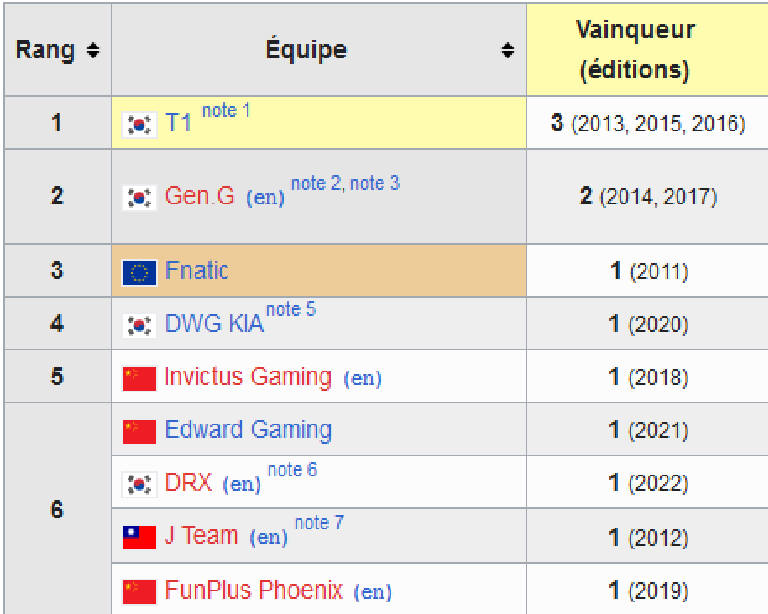 Rang Équipe Vainqueur
(éditions)
1 T1 note 1 3 (2013, 2015, 2016)
2 Gen.G (en) note 2, note 3 2 (2014, 2017)
3 Fnatic 1 (2011)
4 DWG KIA note 5 1 (2020)
5 Invictus Gaming (en) 1 (2018)
6 Edward Gaming 1 (2021)
DRX (en) note 6 1 (2022)
J Team (en) note 7 1 (2012)
FunPlus Phoenix (en) 1 (2019)